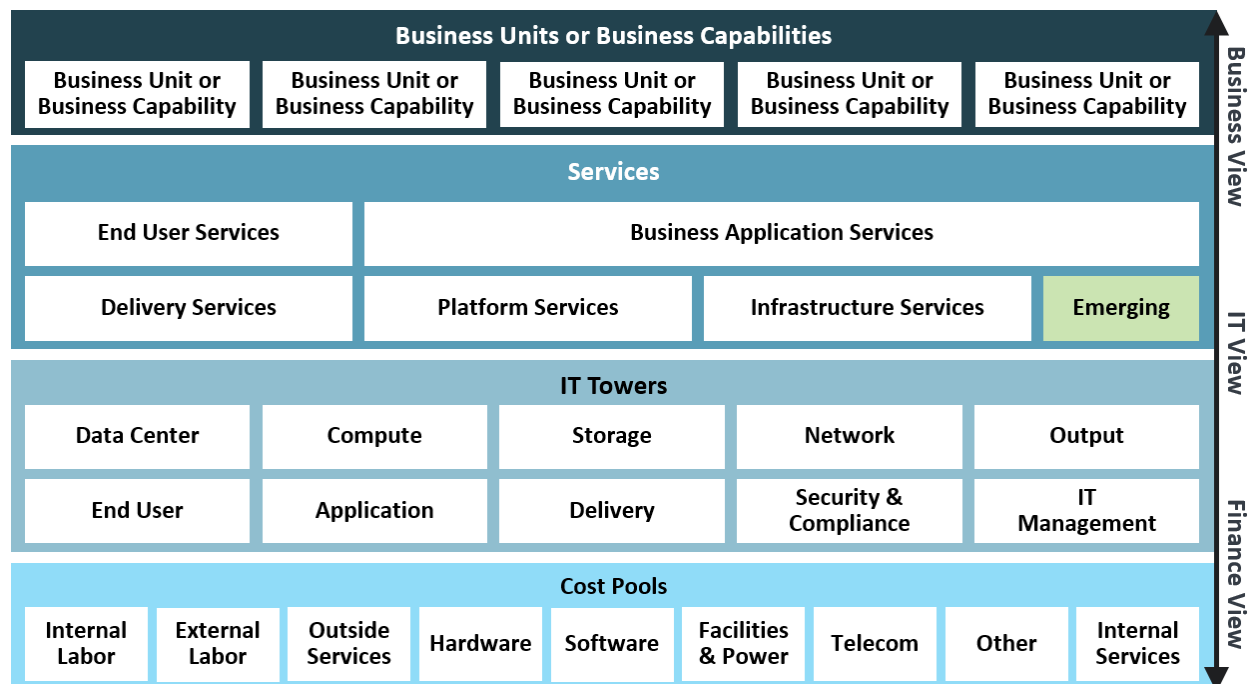 Business Units or Business Capabilities
Business Unit or
Business Capability
Business Unit or
Business Capability
Business Unit or
Business Capability
Business Unit or
Business Capability
Business Unit or
Business Capability
Services
End User Services
Business Application Services
Delivery Services
Platform Services
Infrastructure Services
Emerging
IT Towers
Data Center
Compute
Storage
Network
Output
End User
Application
Delivery
Security &
Compliance
IT
Management
Cost Pools
Internal
Labor
External
Labor
Outside
Services
Hardware
Software
Facilities
& Power
Telecom
Other
Internal
Services
Business View
IT View
Finance View